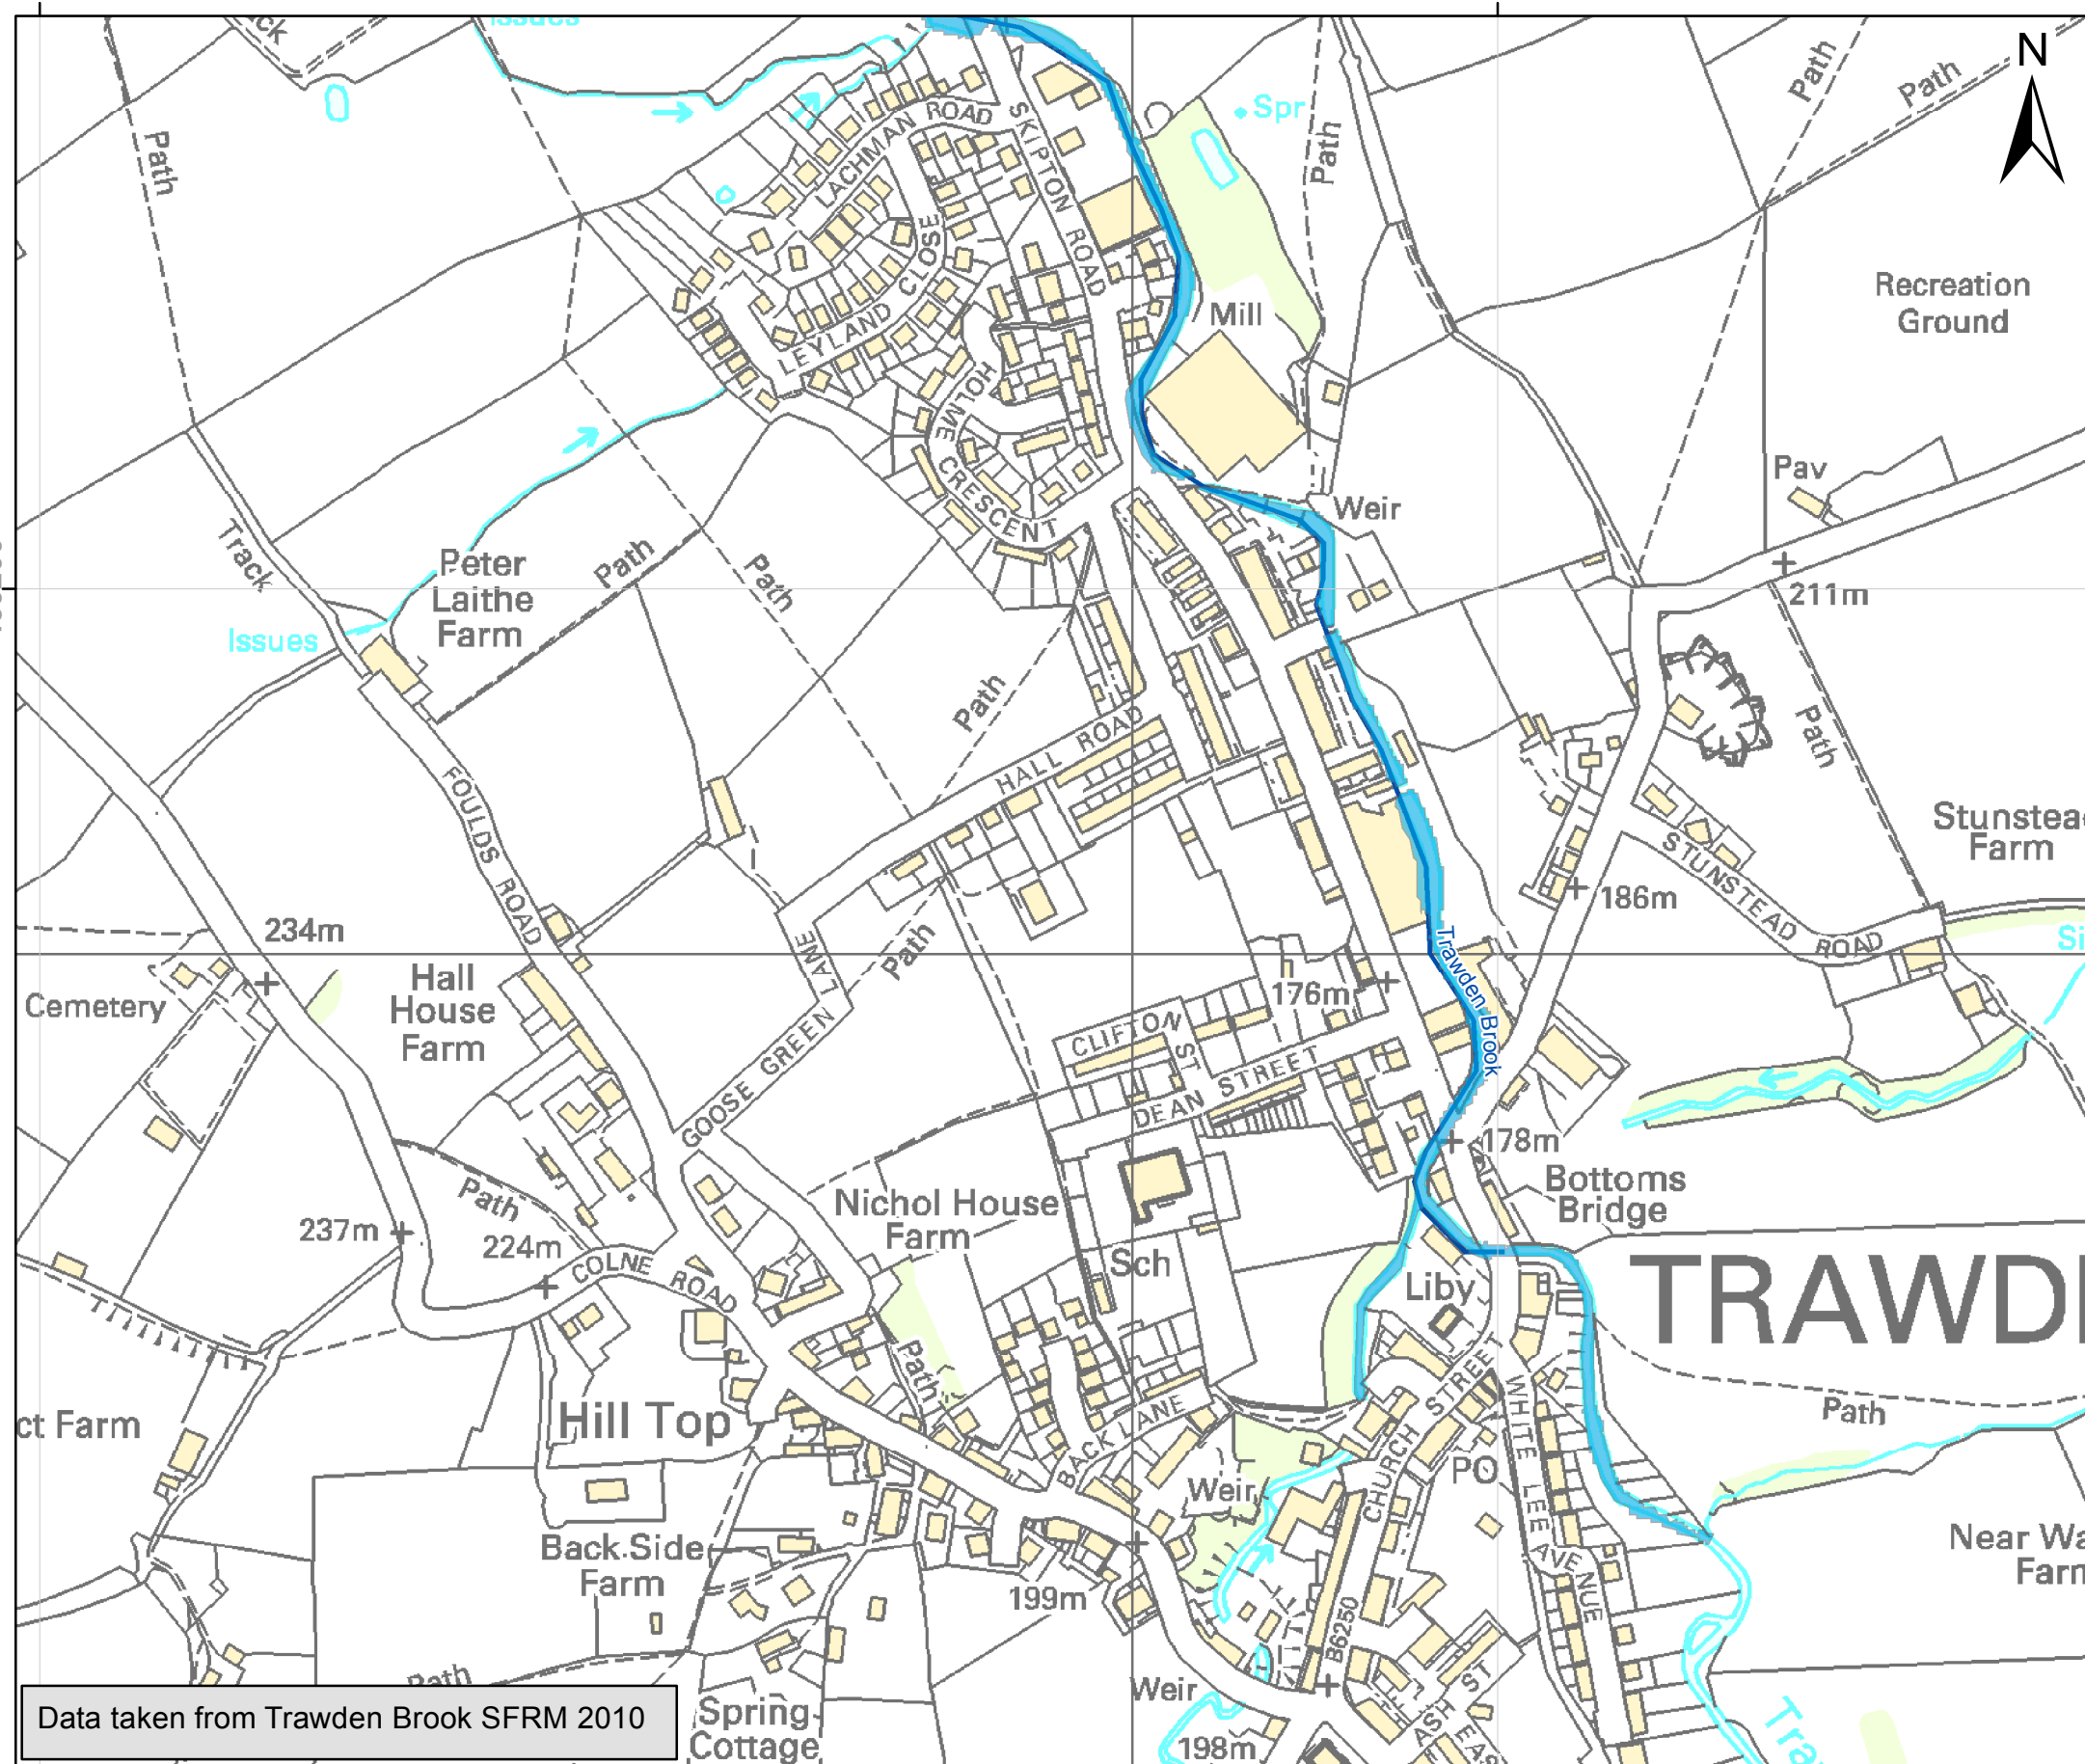 Issues
N
Path
Path
Spr
Path
Path
LACHMAN ROAD
SKIPTON ROAD
LEYLAND CLOSE
Recreation
Ground
Mill
HOLME CRESCENT
Pav
Weir
Track
Peter
Laithe
Farm
Path
Path
211m
Issues
Path
HALL ROAD
Path
FOULDS ROAD
Stunstea
Farm
STUNSTEAD ROAD
186m
234m
Path
LANE
Trawden Brook
Cemetery
Hall
House
Farm
176m
CLIFTON ST
GOOSE GREEN
DEAN STREET
178m
Bottoms
Bridge
Path
Nichol House
Farm
237m
224m
COLNE ROAD
Sch
Liby
TRAWD
Path
Path
ct Farm
Hill Top
BACK LANE
CHURCH STREET
WHITE LEE AVENUE
PO
Weir
Back Side
Farm
Near Wa
Farm
199m
B6250
Path
Weir
ASH ST
Data taken from Trawden Brook SFRM 2010
Spring
Cottage
198m
Tra